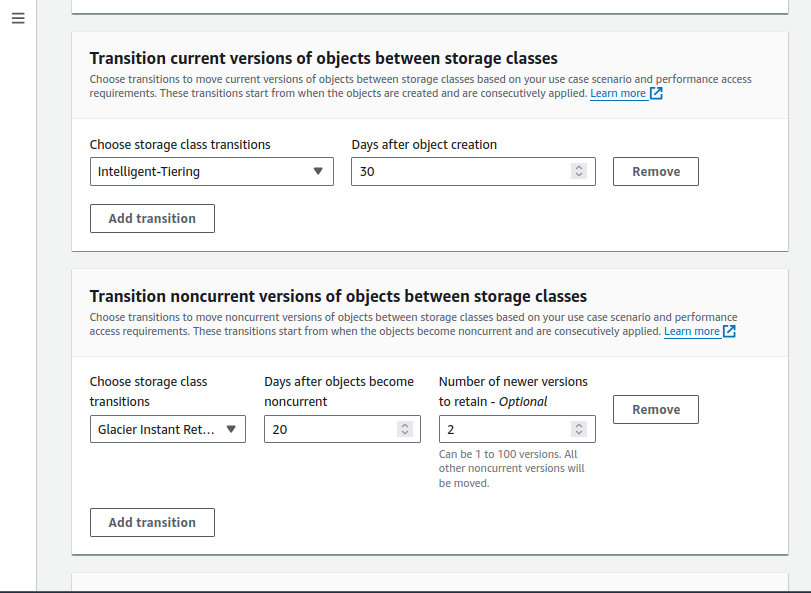 Transition current versions of objects between storage classes
Choose transitions to move current versions of objects between storage classes based on your use case scenario and performance access
requirements. These transitions start from when the objects are created and are consecutively applied. Learn more
Choose storage class transitions
Days after object creation
Intelligent-Tiering
30
Remove
Add transition
Transition noncurrent versions of objects between storage classes
Choose transitions to move noncurrent versions of objects between storage classes based on your use case scenario and performance
access requirements. These transitions start from when the objects become noncurrent and are consecutively applied. Learn more
Choose storage class
transitions
Days after objects become
noncurrent
Number of newer versions
to retain - Optional
Glacier Instant Ret...
20
2
Remove
Can be 1 to 100 versions. All
other noncurrent versions will
be moved.
Add transition